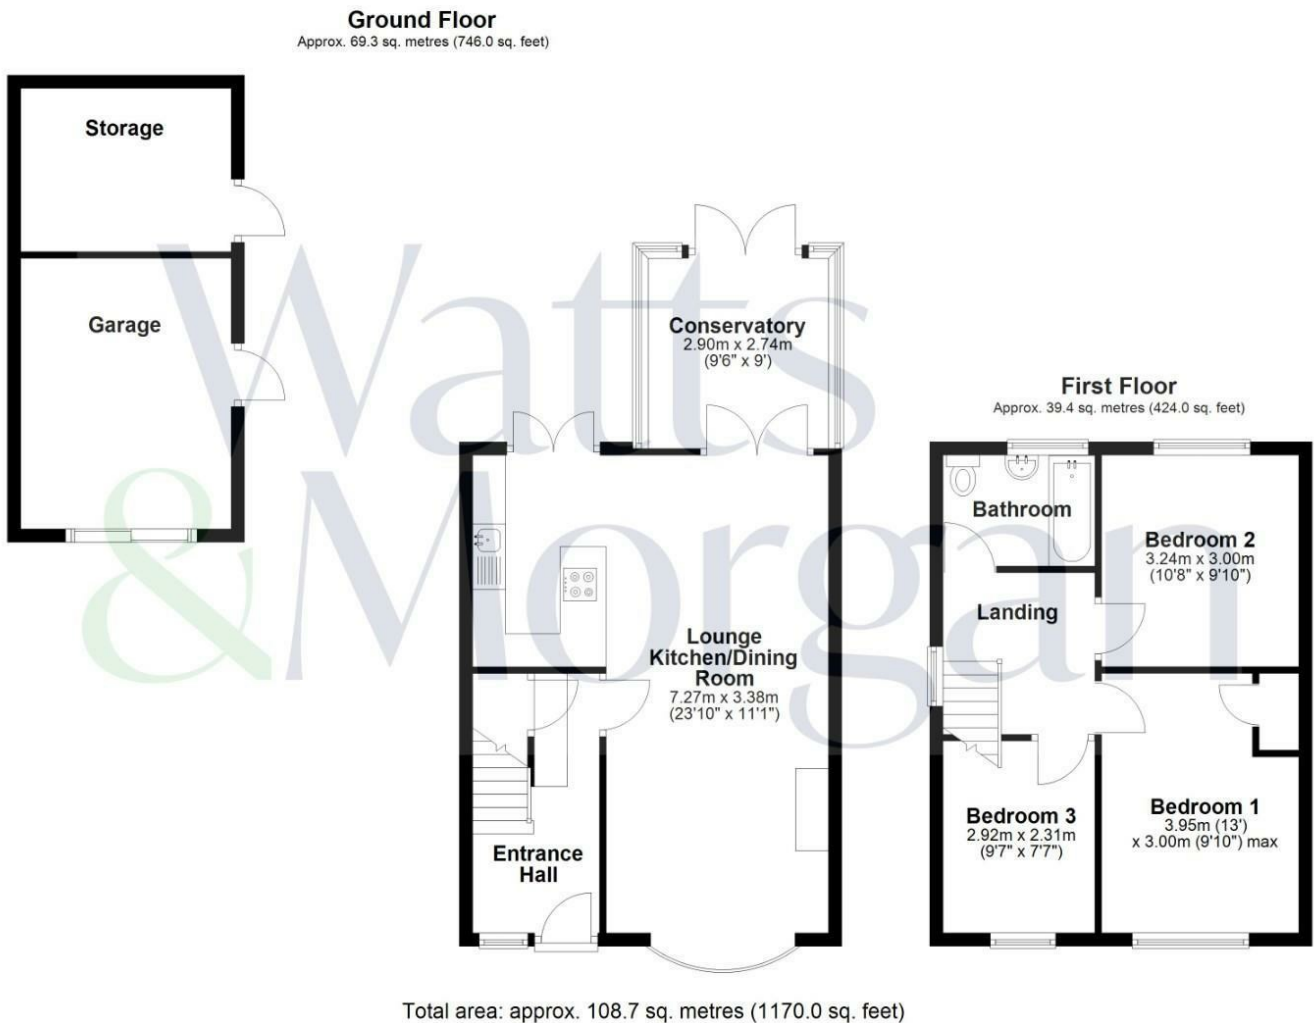 Ground Floor
Approx. 69.3 sq. metres (746.0 sq. feet)
Storage
Garage
Conservatory
2.90m x 2.74m
(9'6" x 9')
Lounge
Kitchen/Dining
Room
7.27m x 3.38m
(23'10" x 11'1")
Entrance
Hall
First Floor
Approx. 39.4 sq. metres (424.0 sq. feet)
Bathroom
Bedroom 2
3.24m x 3.00m
(10'8" x 9'10")
Landing
Bedroom 3
2.92m x 2.31m
(9'7" x 7'7")
Bedroom 1
3.95m (13')
x 3.00m (9'10") max
Watts
& Morgan
Total area: approx. 108.7 sq. metres (1170.0 sq. feet)